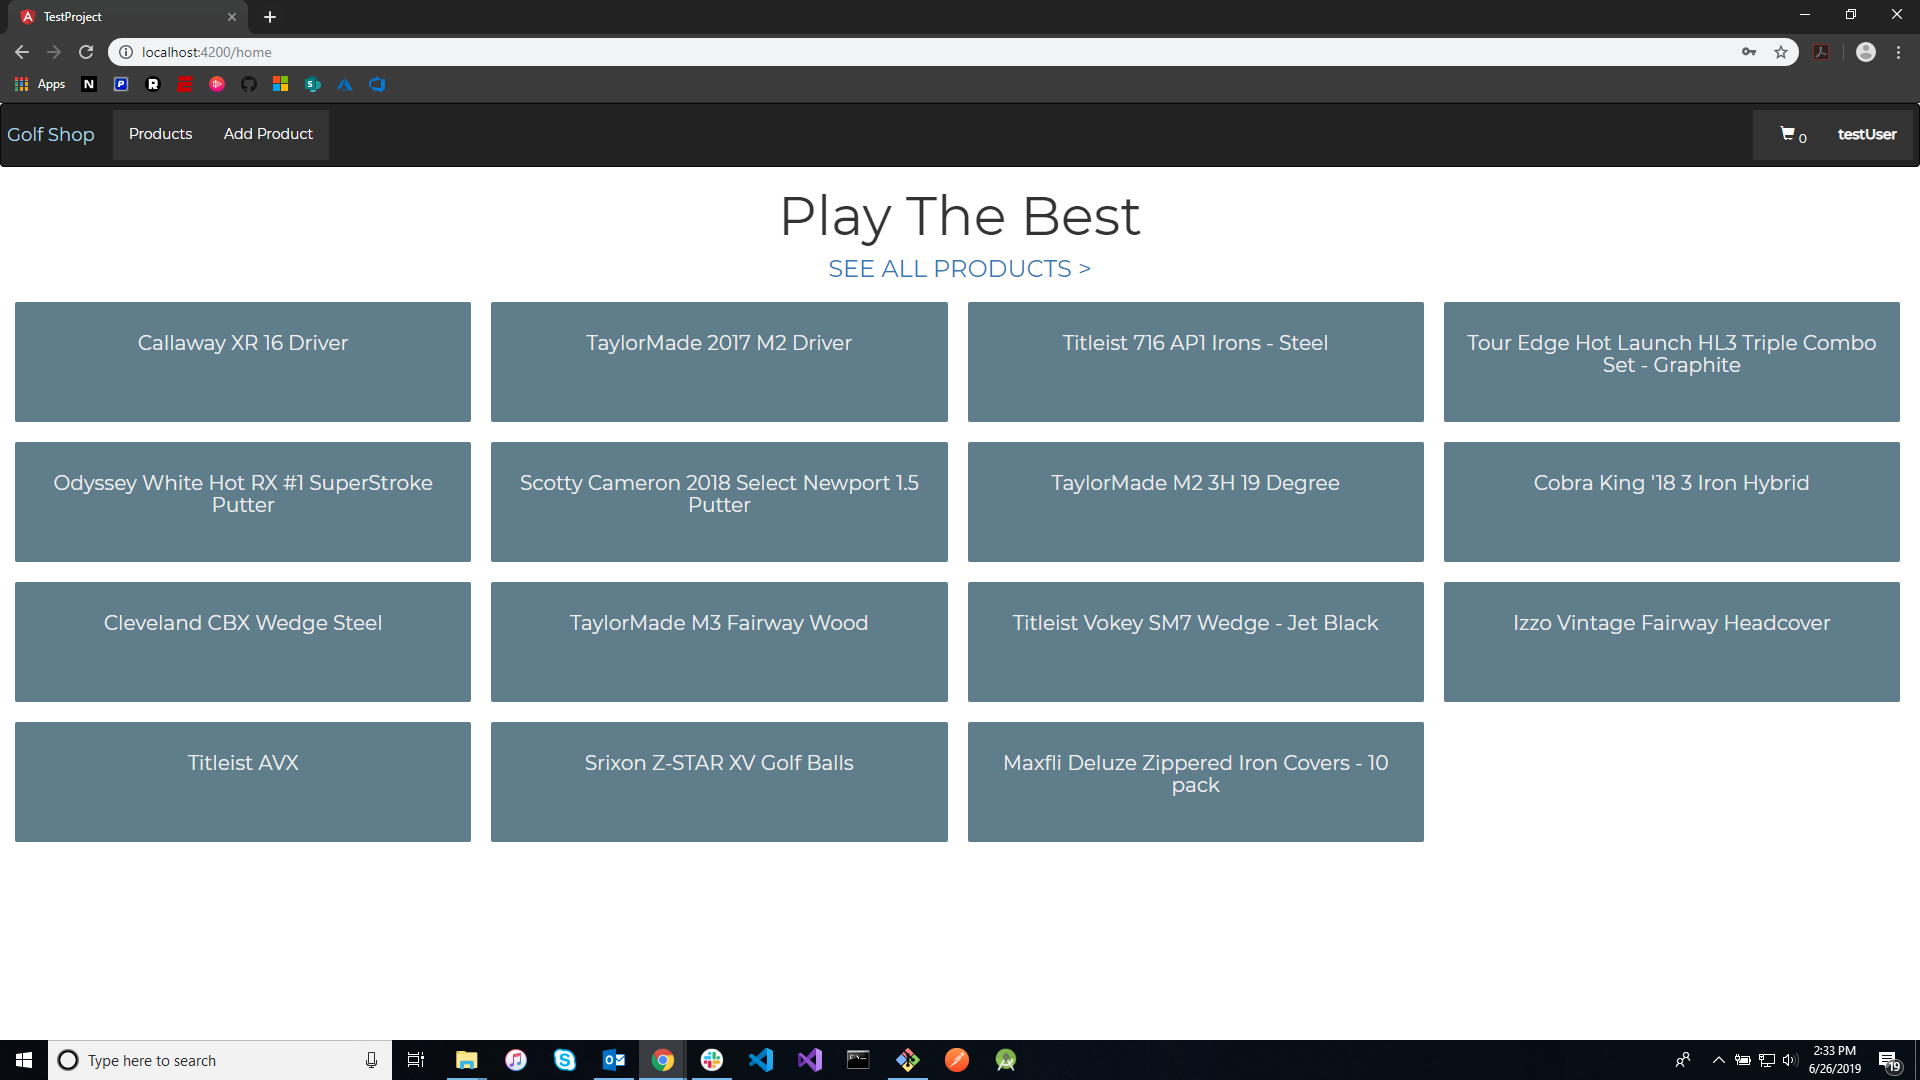 TestProject
localhost:4200/home
Apps
N
P
R
S
Golf Shop
Products
Add Product
0
testUser
Play The Best
SEE ALL PRODUCTS >
Callaway XR 16 Driver
TaylorMade 2017 M2 Driver
Titleist 716 AP1 Irons - Steel
Tour Edge Hot Launch HL3 Triple Combo
Set - Graphite
Odyssey White Hot RX #1 SuperStroke
Putter
Scotty Cameron 2018 Select Newport 1.5
Putter
TaylorMade M2 3H 19 Degree
Cobra King '18 3 Iron Hybrid
Cleveland CBX Wedge Steel
TaylorMade M3 Fairway Wood
Titleist Vokey SM7 Wedge - Jet Black
Izzo Vintage Fairway Headcover
Titleist AVX
Srixon Z-STAR XV Golf Balls
Maxfli Deluze Zippered Iron Covers - 10
pack
Type here to search
2:33 PM
6/26/2019
19